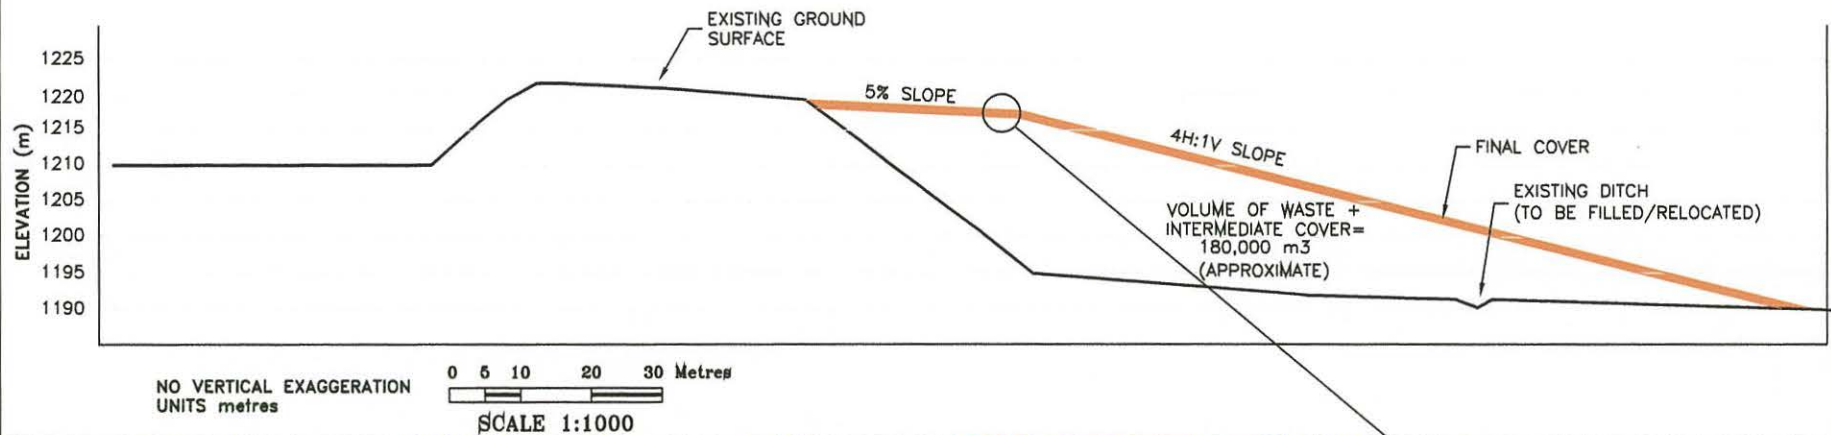 EXISTING GROUND
SURFACE
1225
1220
1215
1210
1205
1200
1195
1190
ELEVATION (m)
5% SLOPE
4H:1V SLOPE
FINAL COVER
EXISTING DITCH
(TO BE FILLED/RELOCATED)
VOLUME OF WASTE +
INTERMEDIATE COVER=
180,000 m3
(APPROXIMATE)
NO VERTICAL EXAGGERATION
UNITS metres
0 5 10 20 30 Metres
SCALE 1:1000